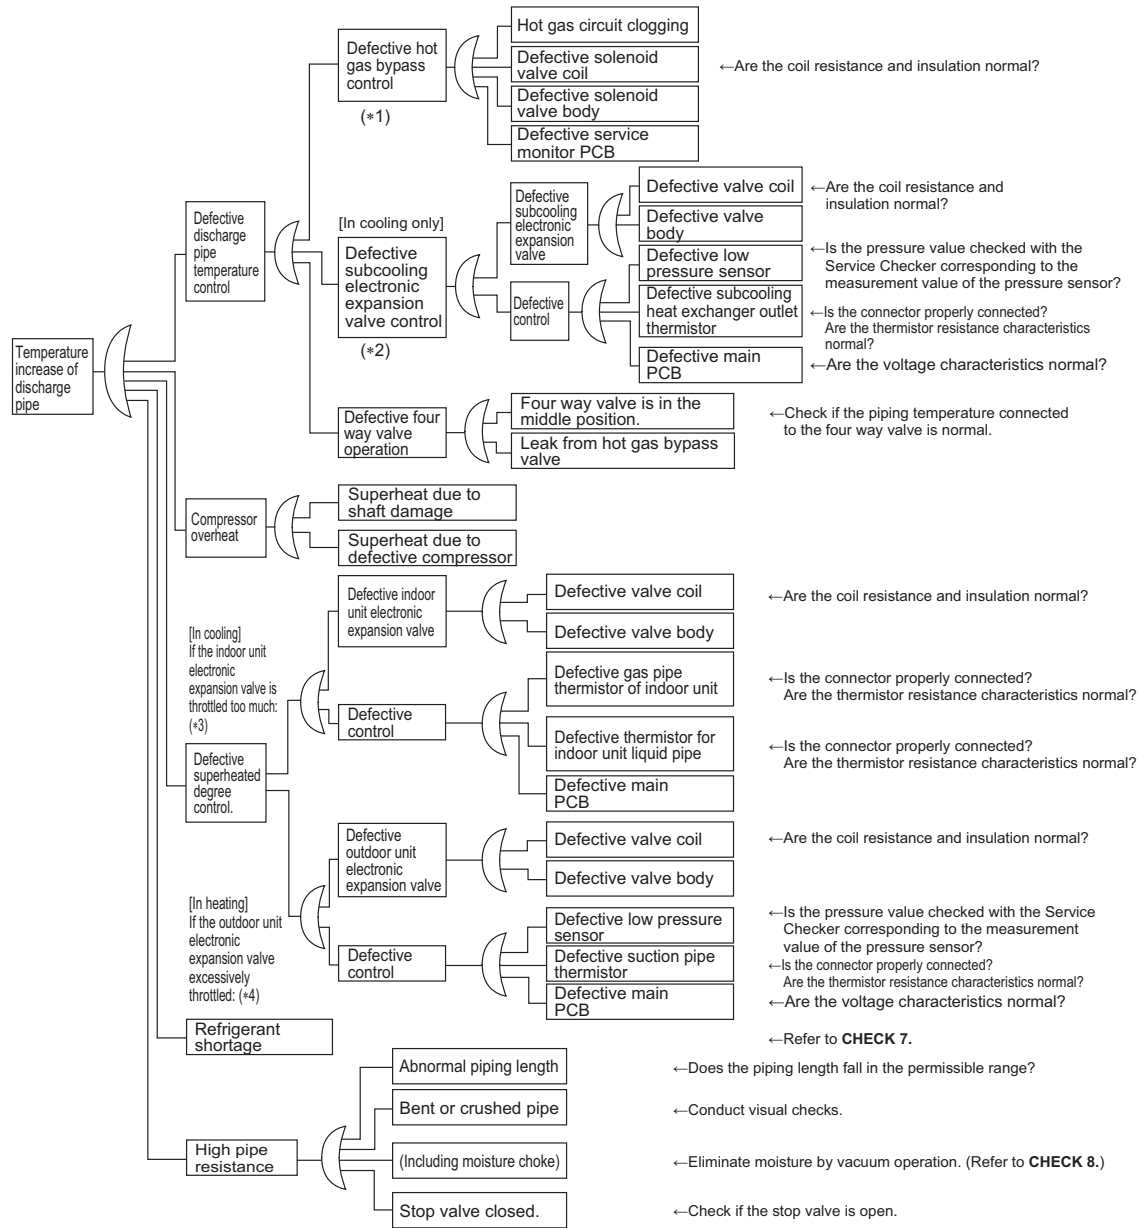 Hot gas circuit clogging
Defective hot
gas bypass
control
(*1)
Defective solenoid
valve coil
←Are the coil resistance and insulation normal?
Defective solenoid
valve body
Defective service
monitor PCB
Defective
discharge
pipe
temperature
control
[In cooling only]
Defective
subcooling
electronic
expansion
valve control
(*2)
Defective
subcooling
electronic
expansion
valve
Defective valve coil
←Are the coil resistance and
insulation normal?
Defective valve
body
Defective
control
Defective low
pressure sensor
←Is the pressure value checked with the
Service Checker corresponding to the
measurement value of the pressure sensor?
Defective subcooling
heat exchanger outlet
thermistor
←Is the connector properly connected?
Are the thermistor resistance characteristics
normal?
Defective main
PCB
←Are the voltage characteristics normal?
Temperature
increase of
discharge
pipe
Defective four
way valve
operation
Four way valve is in the
middle position.
←Check if the piping temperature connected
to the four way valve is normal.
Leak from hot gas bypass
valve
Compressor
overheat
Superheat due to
shaft damage
Superheat due to
defective compressor
[In cooling]
If the indoor unit
electronic
expansion valve is
throttled too much:
(*3)
Defective indoor
unit electronic
expansion valve
Defective valve coil
←Are the coil resistance and insulation normal?
Defective valve body
Defective
control
Defective gas pipe
thermistor of indoor unit
←Is the connector properly connected?
Are the thermistor resistance characteristics normal?
Defective thermistor for
indoor unit liquid pipe
←Is the connector properly connected?
Are the thermistor resistance characteristics normal?
Defective main
PCB
Defective
superheated
degree
control.
Defective
outdoor unit
electronic
expansion valve
Defective valve coil
←Are the coil resistance and insulation normal?
Defective valve body
[In heating]
If the outdoor unit
electronic
expansion valve
excessively
throttled: (*4)
Defective
control
Defective low pressure
sensor
←Is the pressure value checked with the Service
Checker corresponding to the measurement
value of the pressure sensor?
Defective suction pipe
thermistor
←Is the connector properly connected?
Are the thermistor resistance characteristics normal?
Defective main
PCB
←Are the voltage characteristics normal?
Refrigerant
shortage
←Refer to CHECK 7.
High pipe
resistance
Abnormal piping length
←Does the piping length fall in the permissible range?
Bent or crushed pipe
←Conduct visual checks.
(Including moisture choke)
←Eliminate moisture by vacuum operation. (Refer to CHECK 8.)
Stop valve closed.
←Check if the stop valve is open.